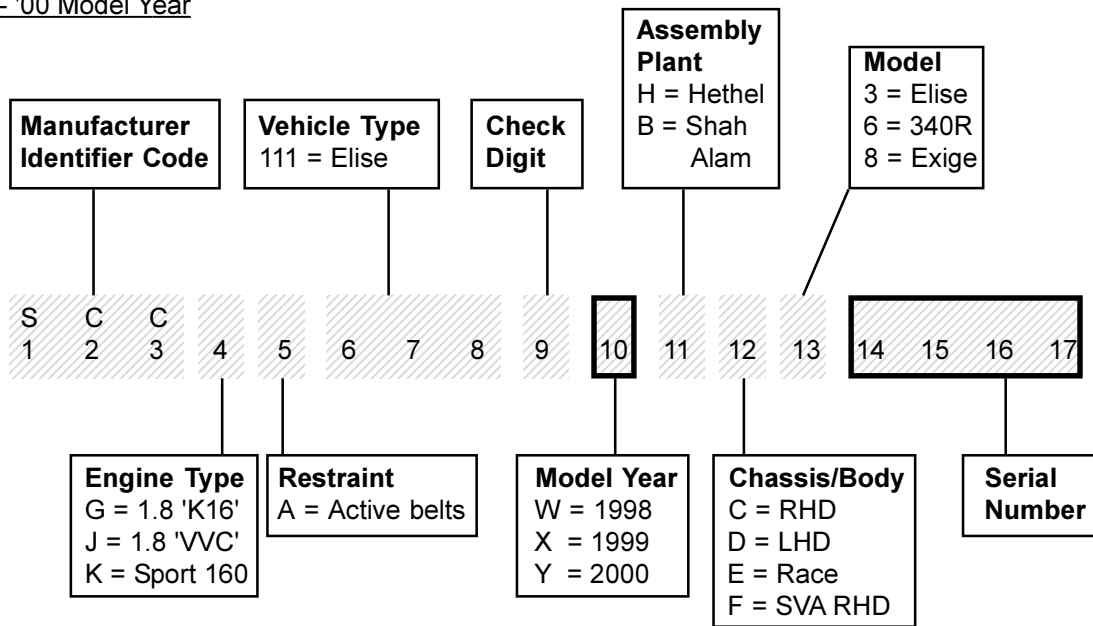 - '00 Model Year
Assembly
Plant
H = Hethel
B = Shah
Alam
Model
3 = Elise
6 = 340R
8 = Exige
Manufacturer
Identifier Code
Vehicle Type
111 = Elise
Check
Digit
S C C
1 2 3 4 5 6 7 8 9 10 11 12 13 14 15 16 17
Engine Type
G = 1.8 'K16'
J = 1.8 'VVC'
K = Sport 160
Restraint
A = Active belts
Model Year
W = 1998
X = 1999
Y = 2000
Chassis/Body
C = RHD
D = LHD
E = Race
F = SVA RHD
Serial
Number